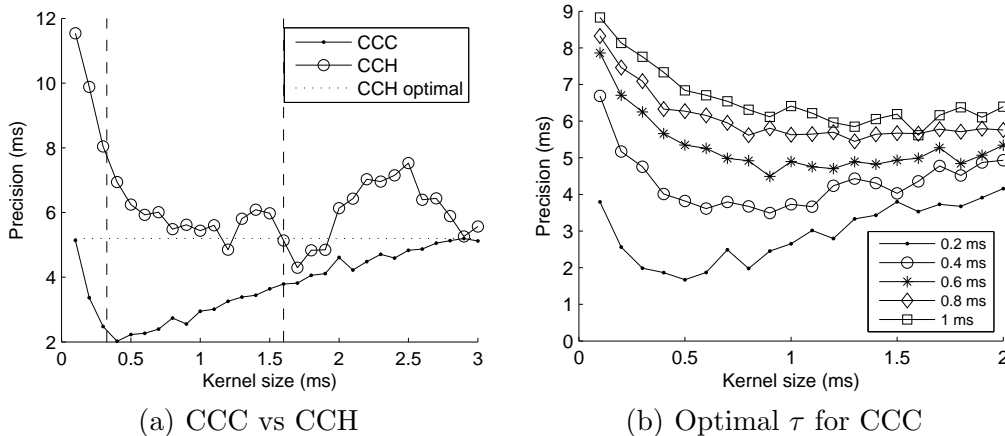 12
10
8
6
4
2
0
0.5
1
1.5
2
2.5
3
Precision (ms)
Kernel size (ms)
CCC
CCH
CCH optimal
(a) CCC vs CCH
9
8
7
6
5
4
3
2
1
0
0
0.5
1
1.5
2
Precision (ms)
Kernel size (ms)
0.2 ms
0.4 ms
0.6 ms
0.8 ms
1 ms
(b) Optimal τ for CCC